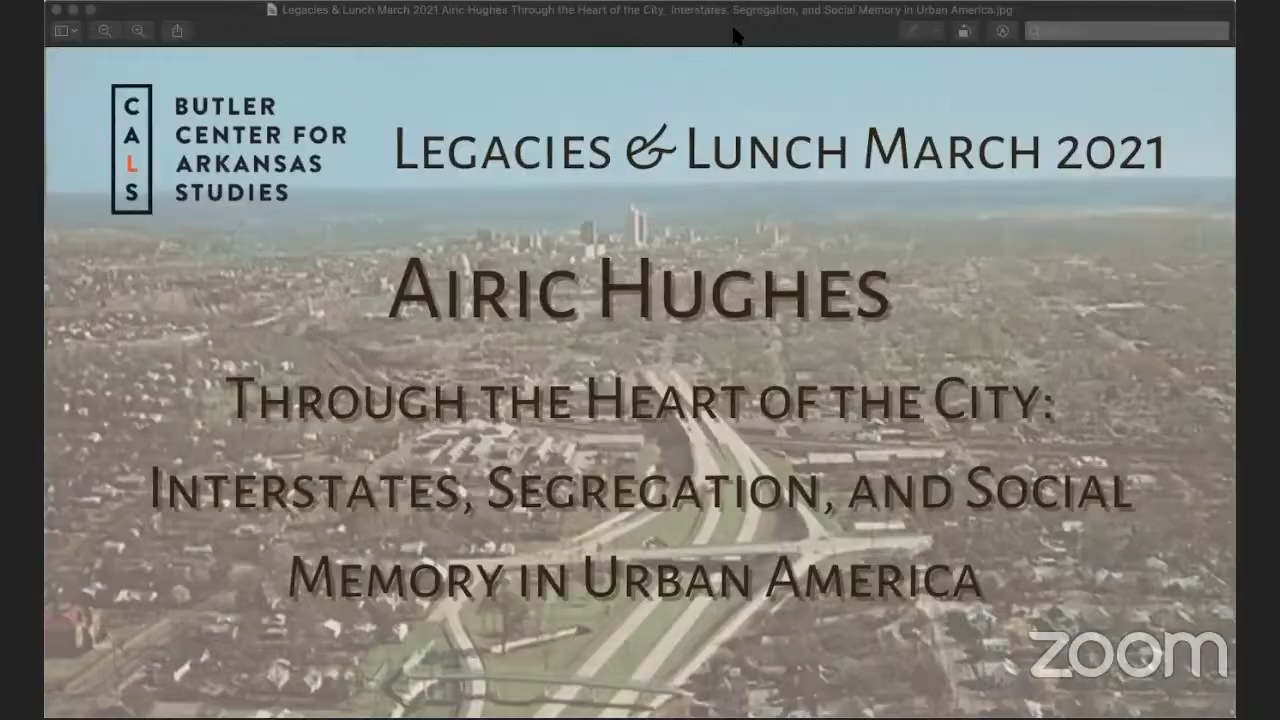 Legacies & Lunch March 2021 Airic Hughes Through the Heart of the City_ Interstates, Segregation, and Social Memory in Urban America.jpg
C
A
L
S
BUTLER
CENTER FOR
ARKANSAS
STUDIES
LEGACIES & LUNCH MARCH 2021
AIRIC HUGHES
THROUGH THE HEART OF THE CITY:
INTERSTATES, SEGREGATION, AND SOCIAL
MEMORY IN URBAN AMERICA
zoom